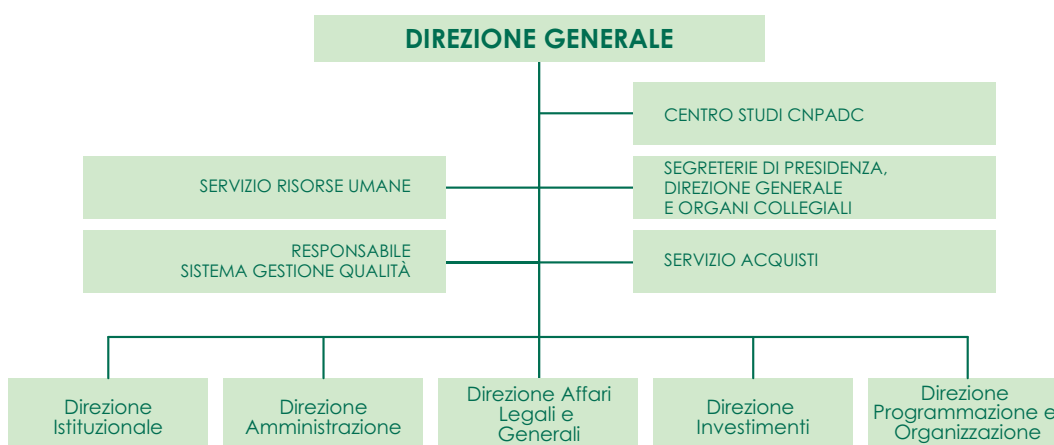 DIREZIONE GENERALE
CENTRO STUDI CNPADC
SERVIZIO RISORSE UMANE
SEGRETERIE DI PRESIDENZA,
DIREZIONE GENERALE
E ORGANI COLLEGIALI
RESPONSABILE
SISTEMA GESTIONE QUALITÀ
SERVIZIO ACQUISTI
Direzione
Istituzionale
Direzione
Amministrazione
Direzione Affari
Legali e
Generali
Direzione
Investimenti
Direzione
Programmazione e
Organizzazione